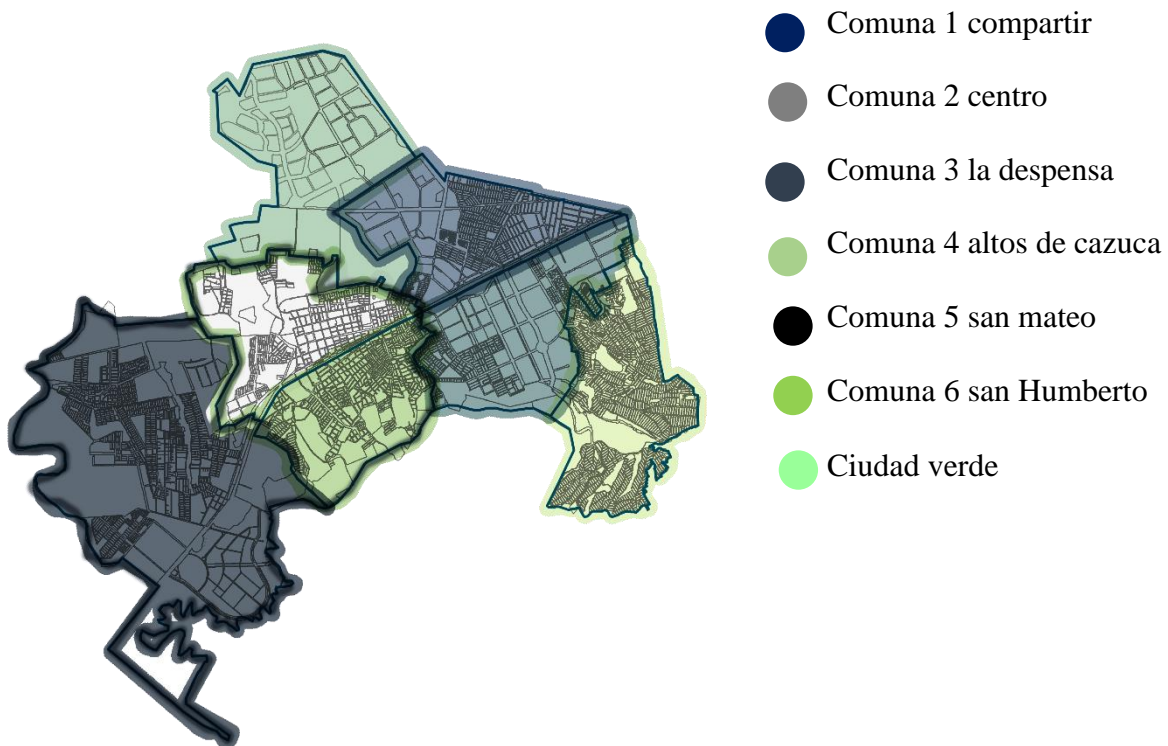 Comuna 1 compartir
Comuna 2 centro
Comuna 3 la despensa
Comuna 4 altos de cazuca
Comuna 5 san mateo
Comuna 6 san Humberto
Ciudad verde